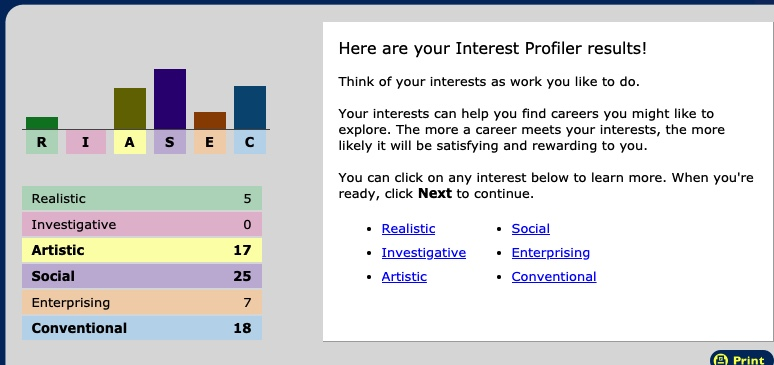 Here are your Interest Profiler results!
Think of your interests as work you like to do.
Your interests can help you find careers you might like to
explore. The more a career meets your interests, the more
likely it will be satisfying and rewarding to you.
You can click on any interest below to learn more. When you're
ready, click Next to continue.
• Realistic
• Investigative
• Artistic
• Social
• Enterprising
• Conventional
R I A S E C
Realistic 5
Investigative 0
Artistic 17
Social 25
Enterprising 7
Conventional 18
Print